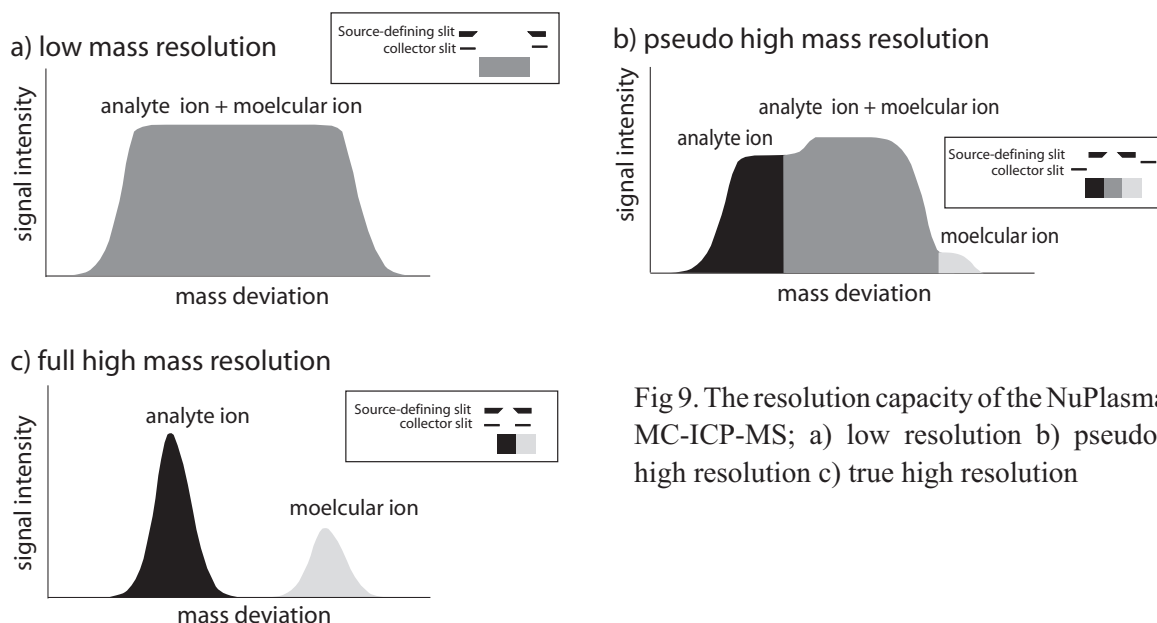 a) low mass resolution
Source-defining slit
collector slit
analyte ion + moelcular ion
signal intensity
mass deviation
b) pseudo high mass resolution
analyte ion + moelcular ion
analyte ion
Source-defining slit
collector slit
moelcular ion
signal intensity
mass deviation
c) full high mass resolution
analyte ion
Source-defining slit
collector slit
moelcular ion
signal intensity
mass deviation
Fig 9. The resolution capacity of the NuPlasma
MC-ICP-MS; a) low resolution b) pseudo-
high resolution c) true high resolution